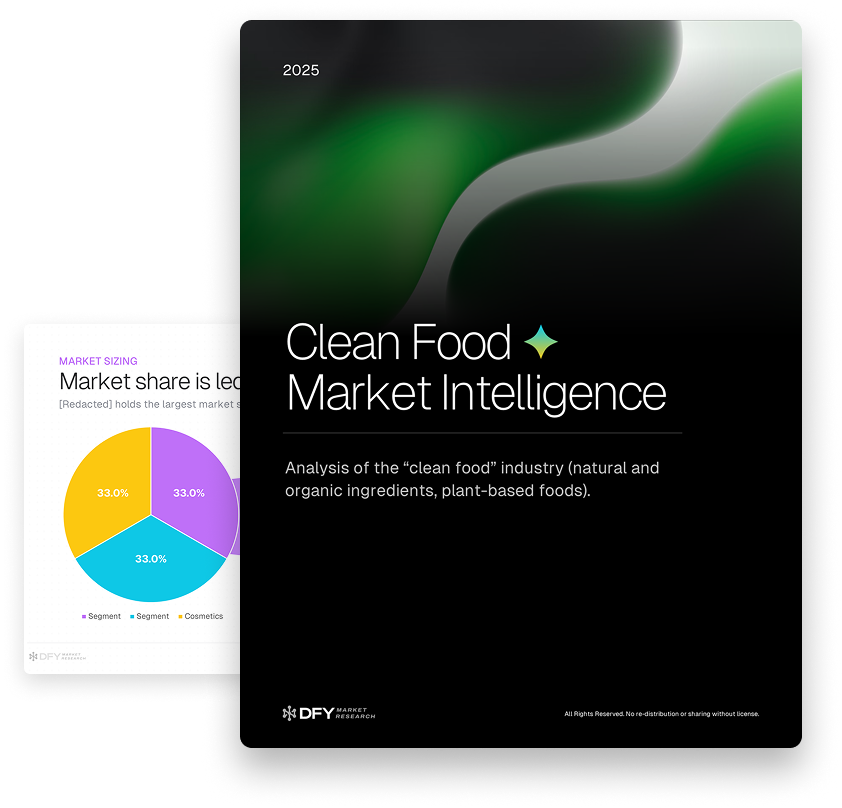 2025
Clean Food
Market Intelligence
Analysis of the “clean food” industry (natural and
organic ingredients, plant-based foods).
DFY MARKET
RESEARCH
All Rights Reserved. No re-distribution or sharing without license.
MARKET SIZING
Market share is led
[Redacted] holds the largest market s
33.0%
33.0%
33.0%
Segment Segment Cosmetics
DFY MARKET
RESEARCH